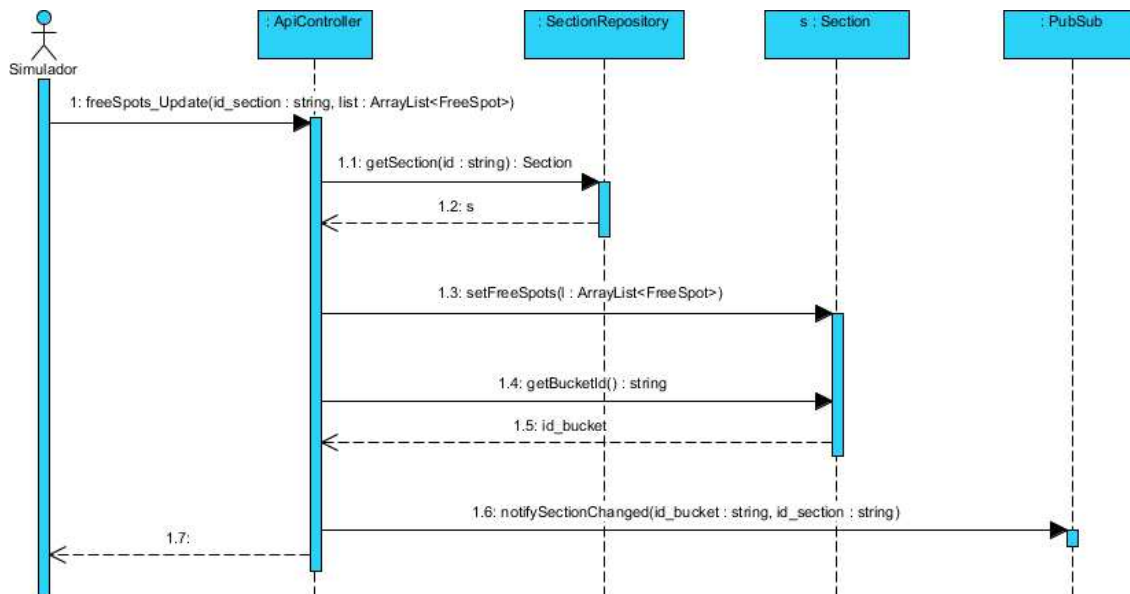 : ApiController
: SectionRepository
s : Section
: PubSub
Simulador
1: freeSpots_Update(id_section : string, list : ArrayList<FreeSpot>)
1.1: getSection(id : string) : Section
1.2: s
1.3: setFreeSpots(l : ArrayList<FreeSpot>)
1.4: getBucketId() : string
1.5: id_bucket
1.6: notifySectionChanged(id_bucket : string, id_section : string)
1.7: